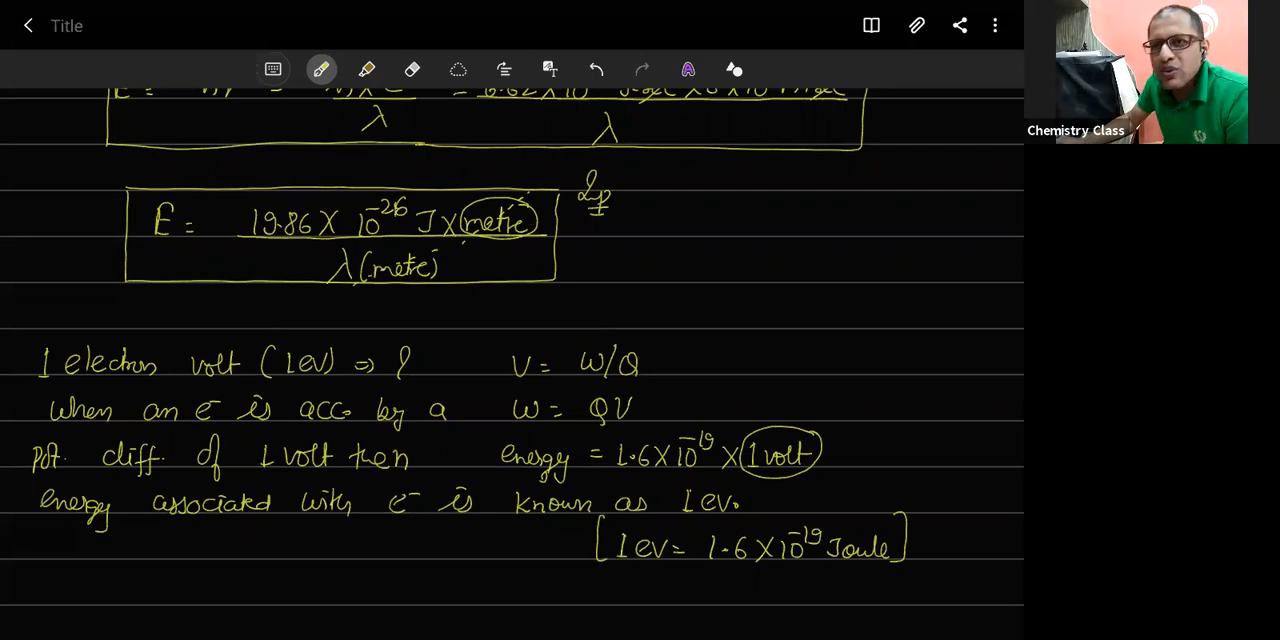 Title
Chemistry Class
E = = =
λ λ
E = 19.86 X 10^-26 J X metre
λ (metre)
1 electron volt (1 ev) => ? V = W/Q
when an e- is acc. by a W = QV
pot. diff. of 1 volt then energy = 1.6 X 10^-19 X 1 volt
energy associated with e- is known as 1 ev.
[1 ev = 1.6 X 10^-19 Joule]